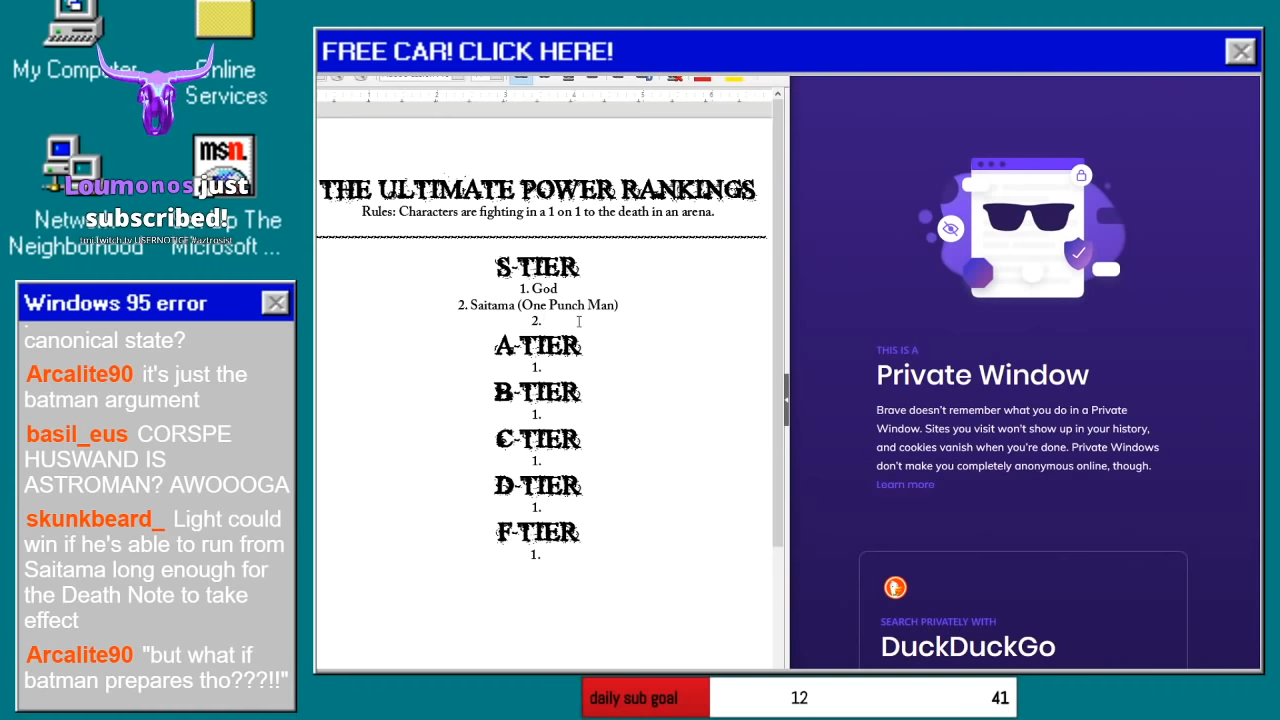 My Computer
Online
Services
Loumonos just
subscribed!
tmi.twitch.tv USERNOTICE #aztrosist
msn.
Netw
Neighborhood
p The
Microsoft ...
Windows 95 error
canonical state?
Arcalite90 it's just the
batman argument
basil_eus CORSPE
HUSWAND IS
ASTROMAN? AWOOOGA
skunkbeard_ Light could
win if he's able to run from
Saitama long enough for
the Death Note to take
effect
Arcalite90 "but what if
batman prepares tho???!!"
FREE CAR! CLICK HERE!
THE ULTIMATE POWER RANKINGS
Rules: Characters are fighting in a 1 on 1 to the death in an arena.
S-TIER
1. God
2. Saitama (One Punch Man)
2.
A-TIER
1.
B-TIER
1.
C-TIER
1.
D-TIER
1.
F-TIER
1.
THIS IS A
Private Window
Brave doesn't remember what you do in a Private
Window. Sites you visit won't show up in your history,
and cookies vanish when you're done. Private Windows
don't make you completely anonymous online, though.
Learn more
SEARCH PRIVATELY WITH
DuckDuckGo
daily sub goal 12 41